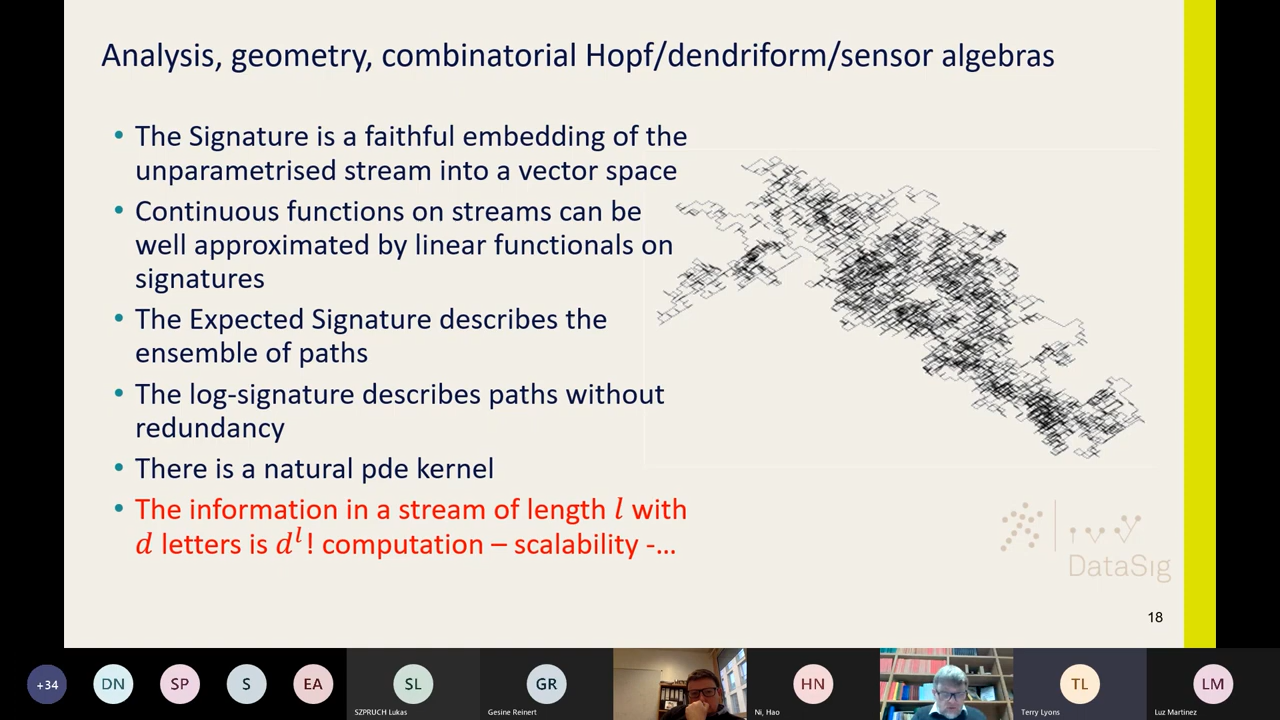 Analysis, geometry, combinatorial Hopf/dendriform/sensor algebras
• The Signature is a faithful embedding of the
unparametrised stream into a vector space
• Continuous functions on streams can be
well approximated by linear functionals on
signatures
• The Expected Signature describes the
ensemble of paths
• The log-signature describes paths without
redundancy
• There is a natural pde kernel
• The information in a stream of length l with
d letters is d^l! computation – scalability -...
DataSıg
18
+34
DN
SP
S
EA
SL
GR
HN
TL
LM
SZPRUCH Lukas
Gesine Reinert
Ni, Hao
Terry Lyons
Luz Martinez